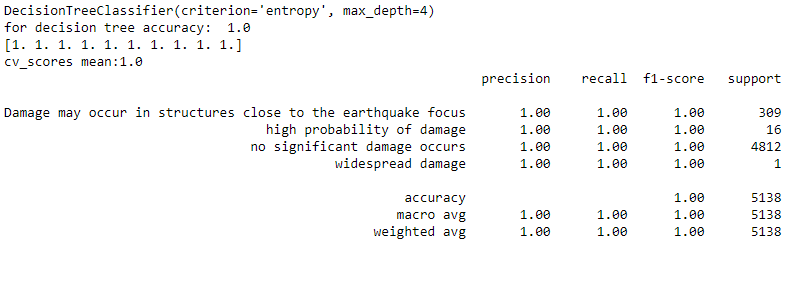 DecisionTreeClassifier(criterion='entropy', max_depth=4)
for decision tree accuracy:  1.0
[1. 1. 1. 1. 1. 1. 1. 1. 1. 1.]
cv_scores mean:1.0
precision    recall  f1-score   support
Damage may occur in structures close to the earthquake focus       1.00      1.00      1.00       309
high probability of damage       1.00      1.00      1.00        16
no significant damage occurs       1.00      1.00      1.00      4812
widespread damage       1.00      1.00      1.00         1
accuracy                           1.00      5138
macro avg       1.00      1.00      1.00      5138
weighted avg       1.00      1.00      1.00      5138